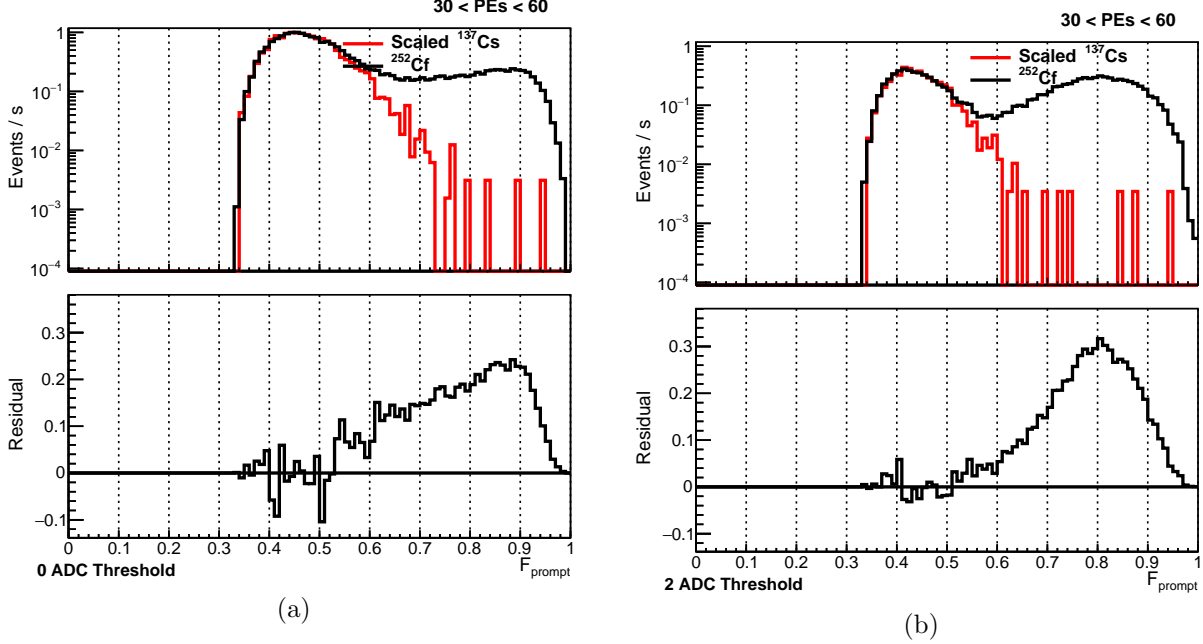 30 < PEs < 60
Events / s
1
10⁻¹
10⁻²
10⁻³
10⁻⁴
Scaled ¹³⁷Cs
²⁵²Cf
Residual
0.3
0.2
0.1
0
−0.1
0 0.1 0.2 0.3 0.4 0.5 0.6 0.7 0.8 0.9 1
0 ADC Threshold
F_prompt
(a)
30 < PEs < 60
Events / s
1
10⁻¹
10⁻²
10⁻³
10⁻⁴
Scaled ¹³⁷Cs
²⁵²Cf
Residual
0.3
0.2
0.1
0
−0.1
0 0.1 0.2 0.3 0.4 0.5 0.6 0.7 0.8 0.9 1
2 ADC Threshold
F_prompt
(b)